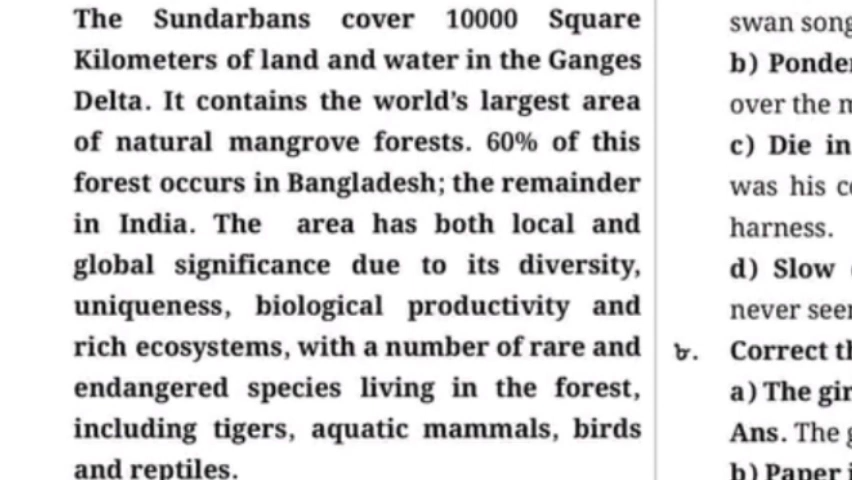 The Sundarbans cover 10000 Square
Kilometers of land and water in the Ganges
Delta. It contains the world's largest area
of natural mangrove forests. 60% of this
forest occurs in Bangladesh; the remainder
in India. The area has both local and
global significance due to its diversity,
uniqueness, biological productivity and
rich ecosystems, with a number of rare and
endangered species living in the forest,
including tigers, aquatic mammals, birds
and reptiles.
swan song
b)
over the
c) Die in
was his
harness.
d) Slow
never
৮. Correct
a) The
Ans. The
b) Paper